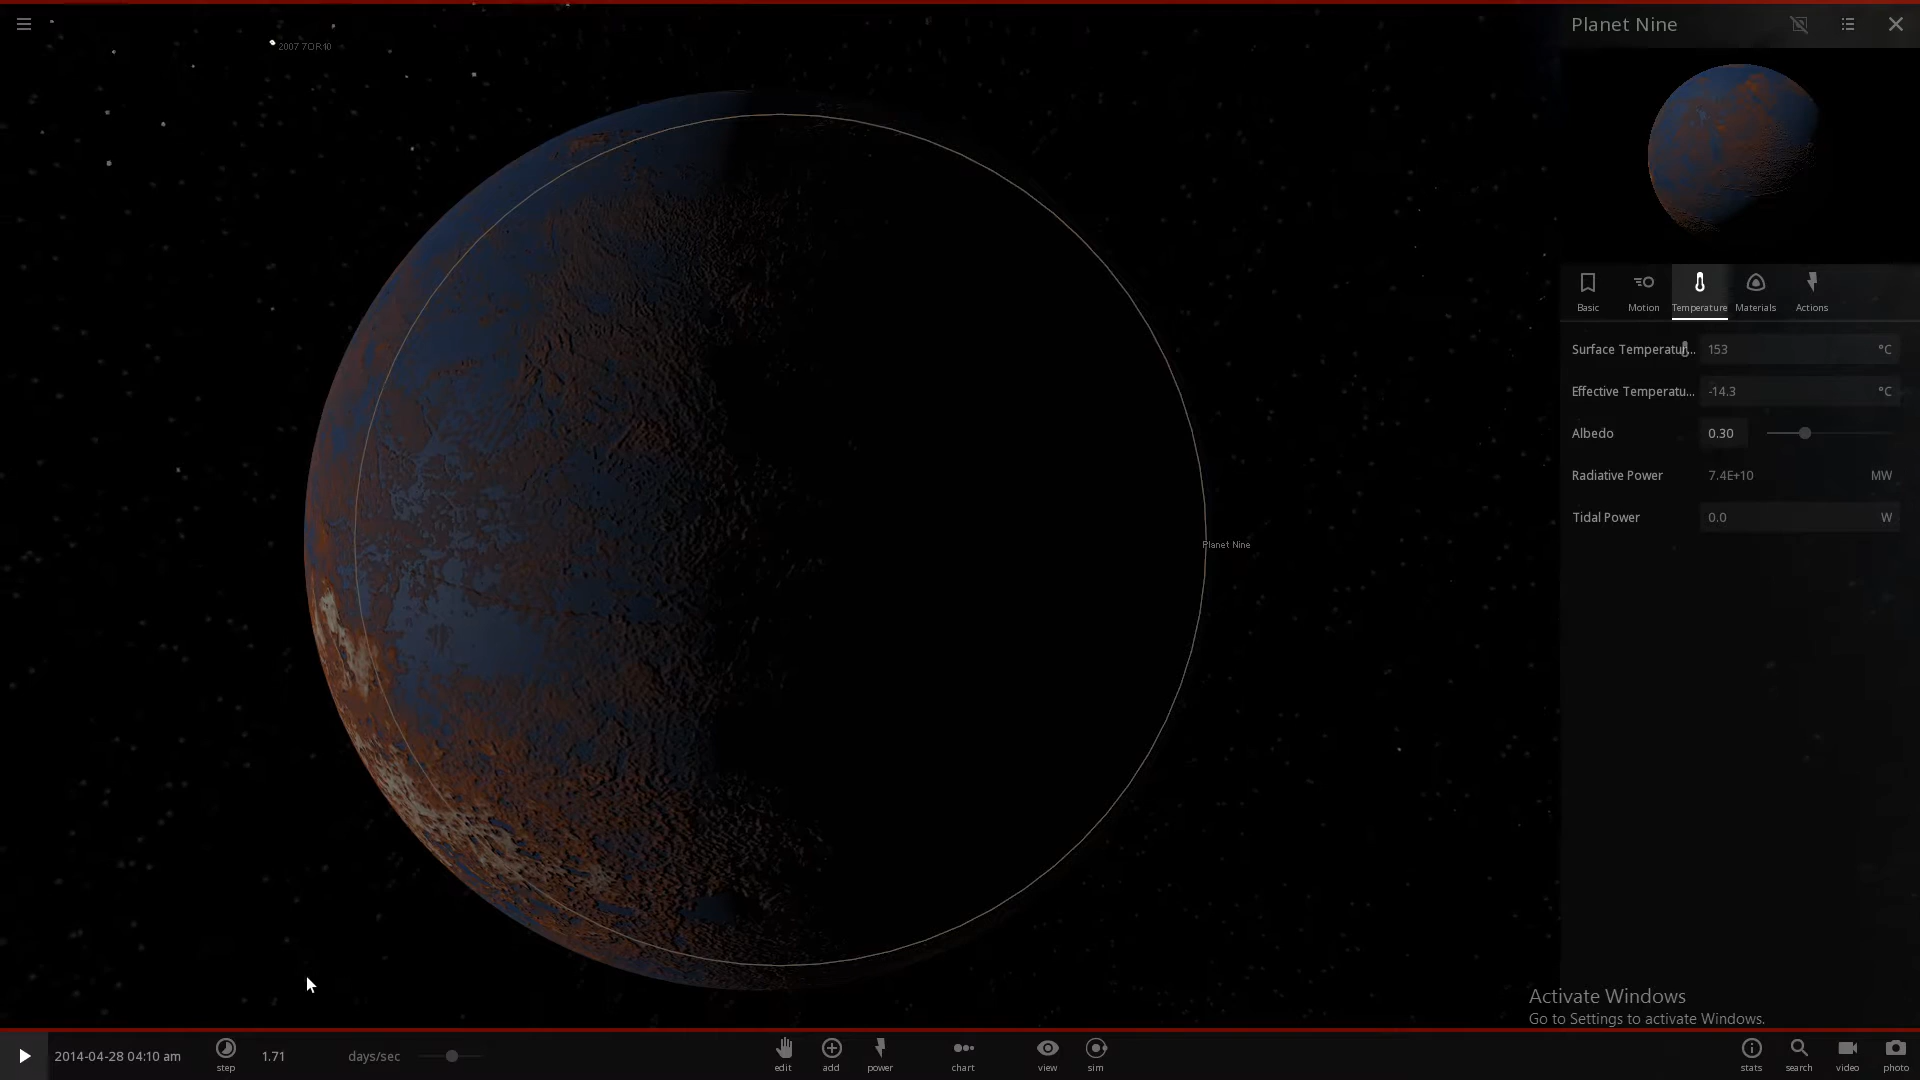 2007 7OR10
Planet Nine
Basic
Motion
Temperature
Materials
Actions
Surface Temperatur...
153
°C
Effective Temperatu...
-14.3
°C
Albedo
0.30
Radiative Power
7.4E+10
MW
Tidal Power
0.0
W
Planet Nine
Activate Windows
Go to Settings to activate Windows.
2014-04-28 04:10 am
step
1.71
days/sec
edit
add
power
chart
view
sim
stats
search
video
photo